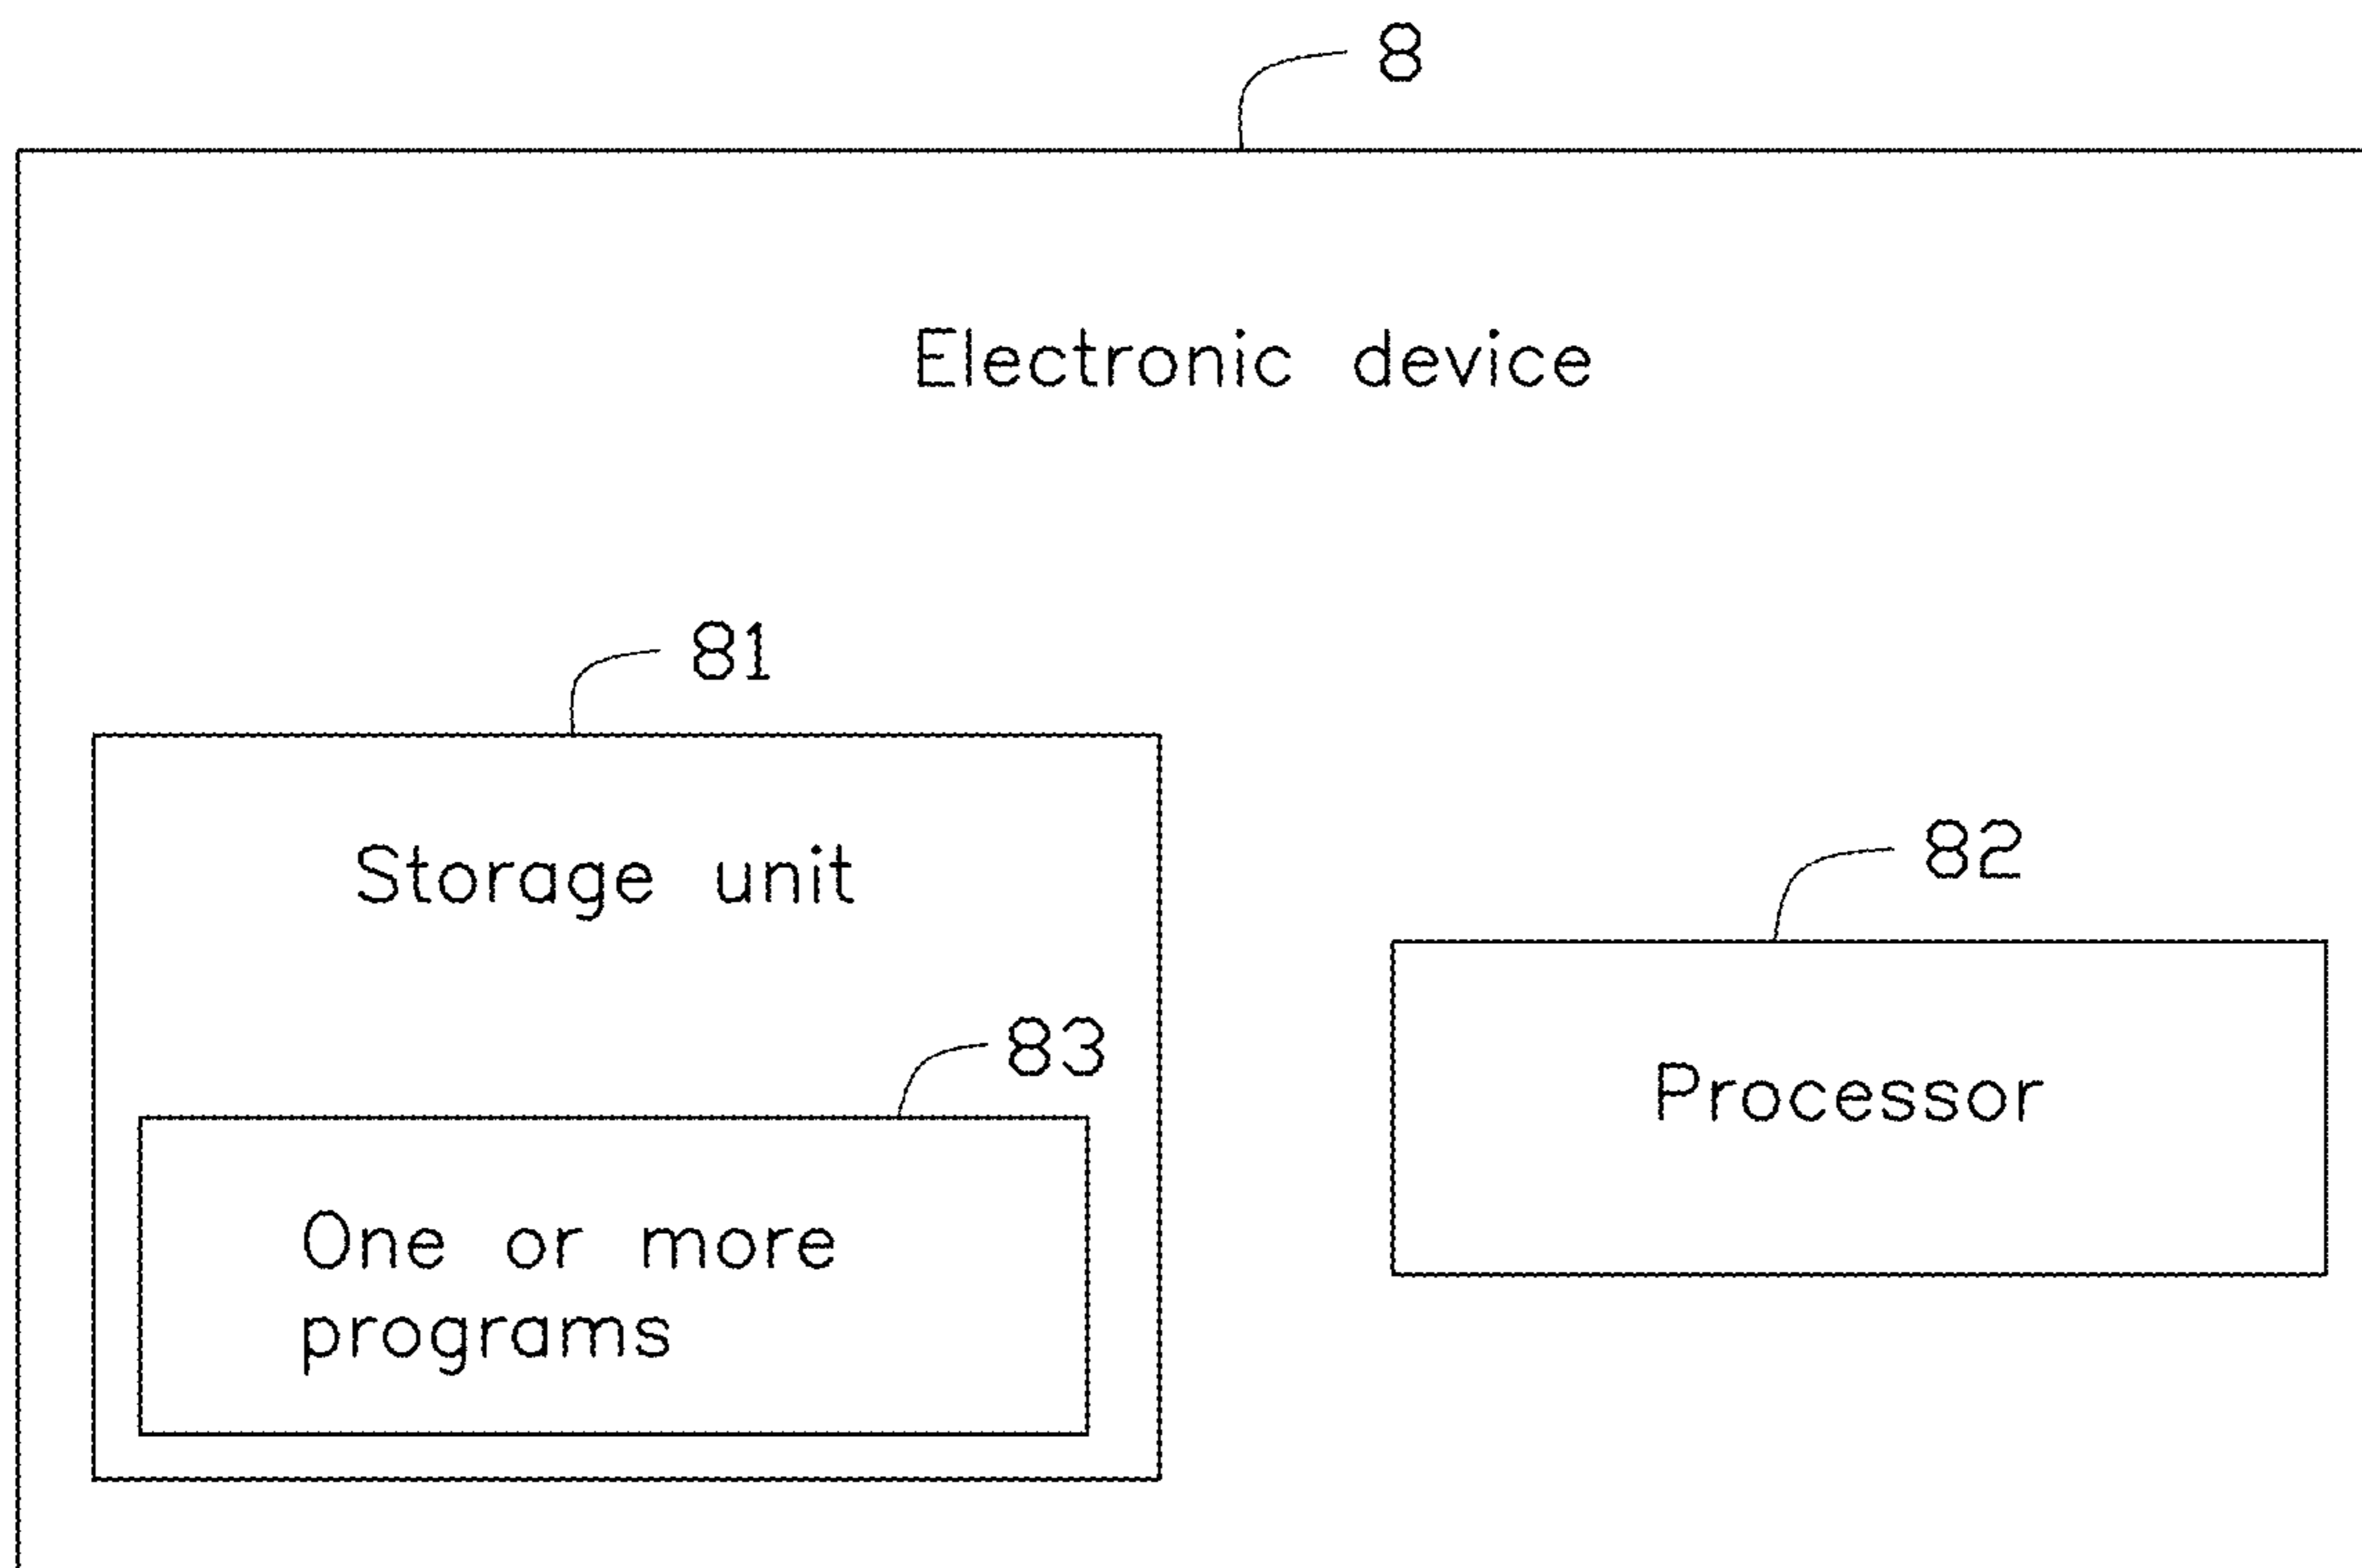 8
Electronic device
81
Storage unit
82
83
Processor
One or more
programs